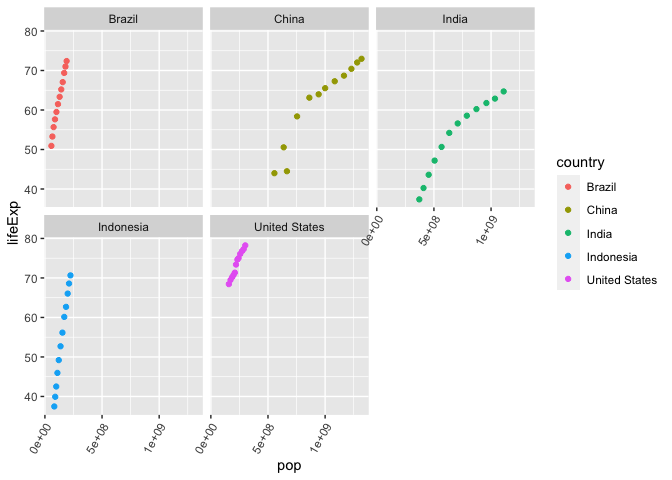 Brazil China India
80
70
60
50
40
lifeExp
Indonesia United States
0e+00 5e+08 1e+09
80
70
60
50
40
0e+00 5e+08 1e+09 0e+00 5e+08 1e+09
pop
country
Brazil
China
India
Indonesia
United States